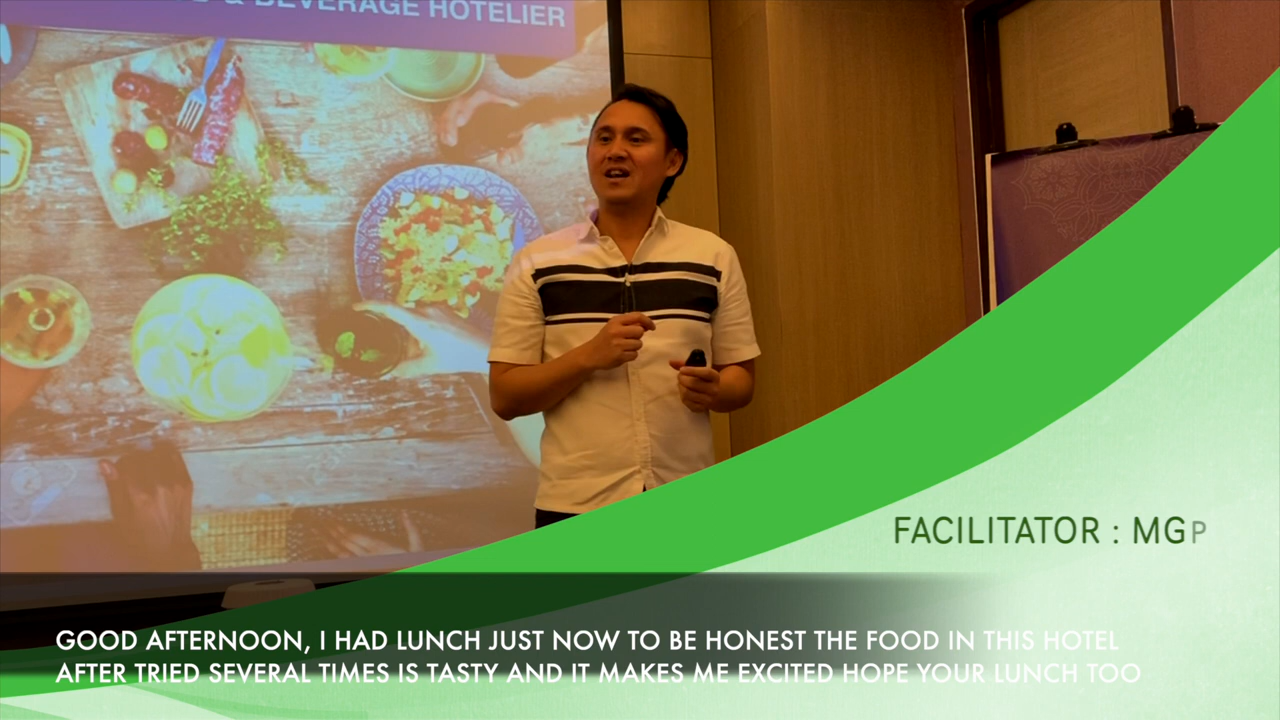 & BEVERAGE HOTELIER
FACILITATOR : MGP
GOOD AFTERNOON, I HAD LUNCH JUST NOW TO BE HONEST THE FOOD IN THIS HOTEL
AFTER TRIED SEVERAL TIMES IS TASTY AND IT MAKES ME EXCITED HOPE YOUR LUNCH TOO